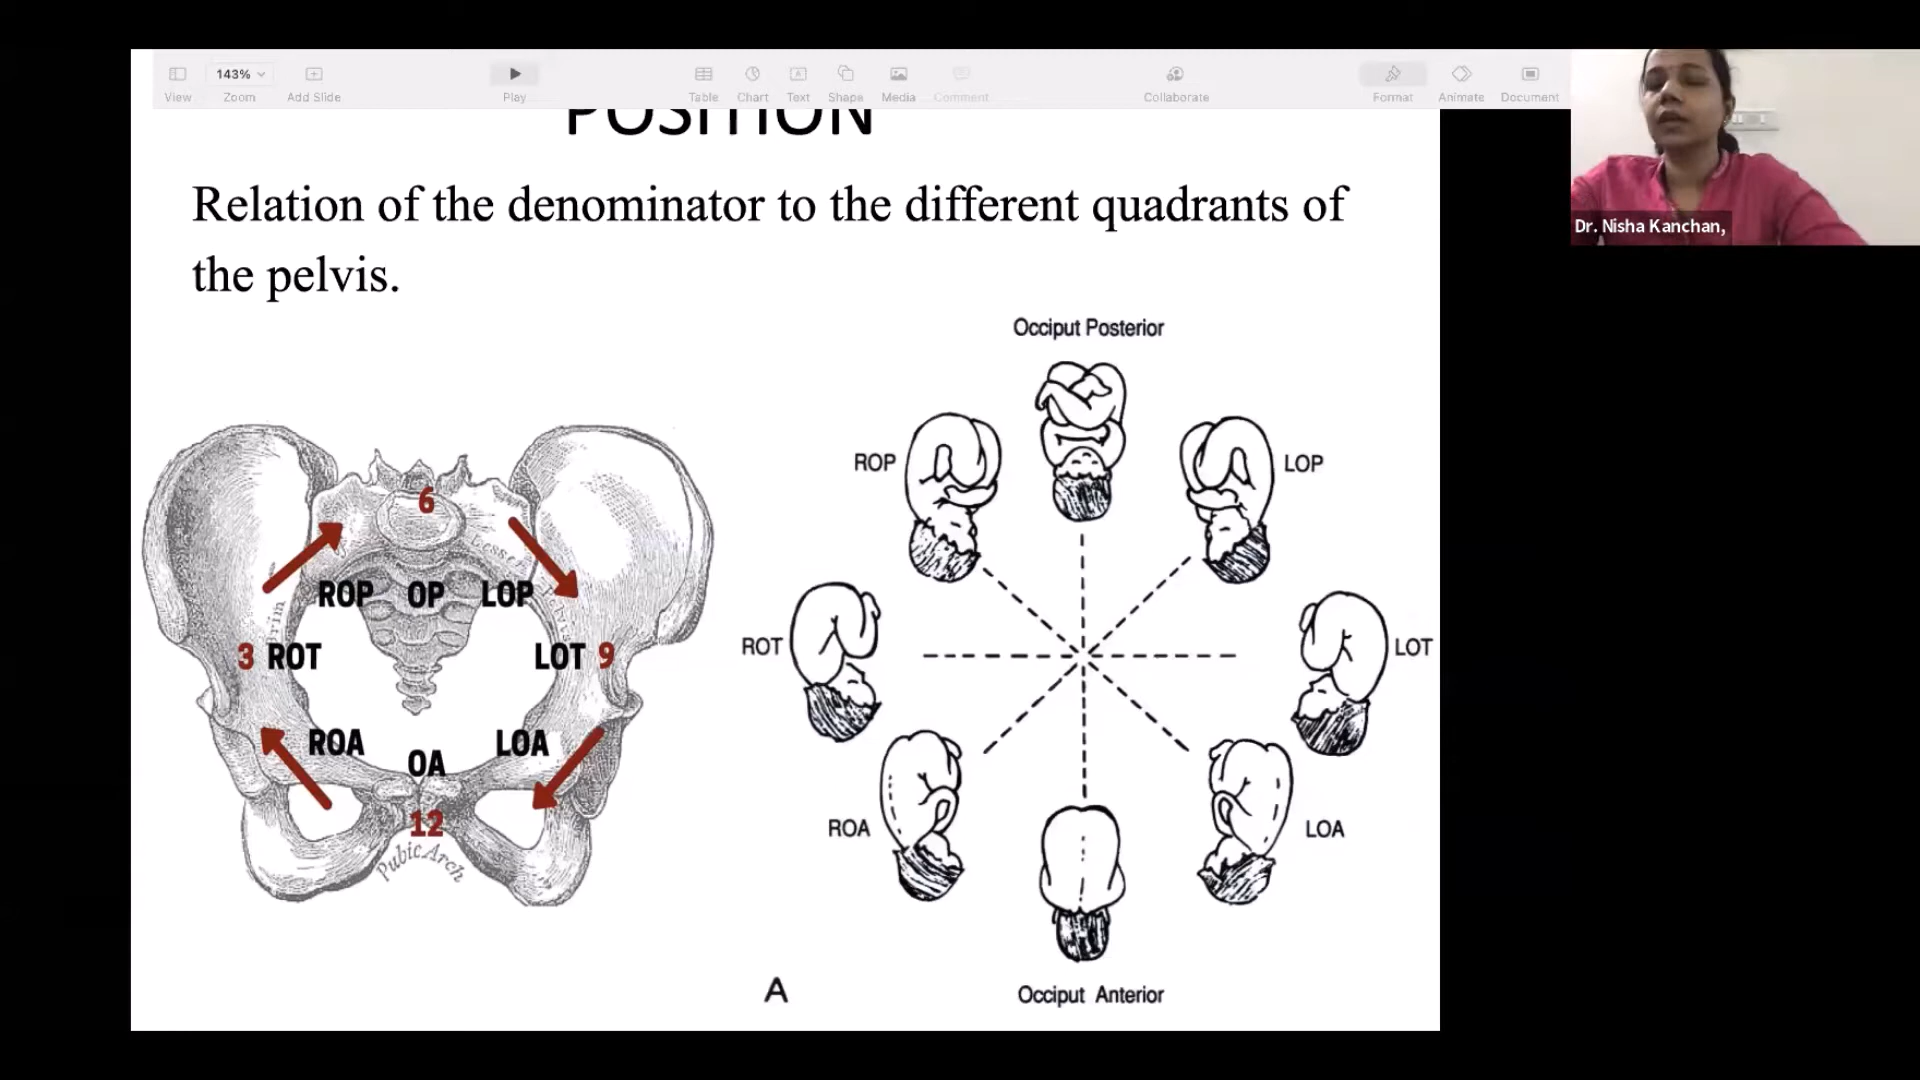 143%
View
Zoom
Add Slide
Play
Table
Chart
Text
Shape
Media
Comment
Collaborate
Format
Animate
Document
POSITION
Dr. Nisha Kanchan,
Relation of the denominator to the different quadrants of
the pelvis.
6
ROP OP LOP
3 ROT LOT 9
ROA OA LOA
12
Pubic Arch
Occiput Posterior
ROP
LOP
ROT
LOT
ROA
LOA
A
Occiput Anterior